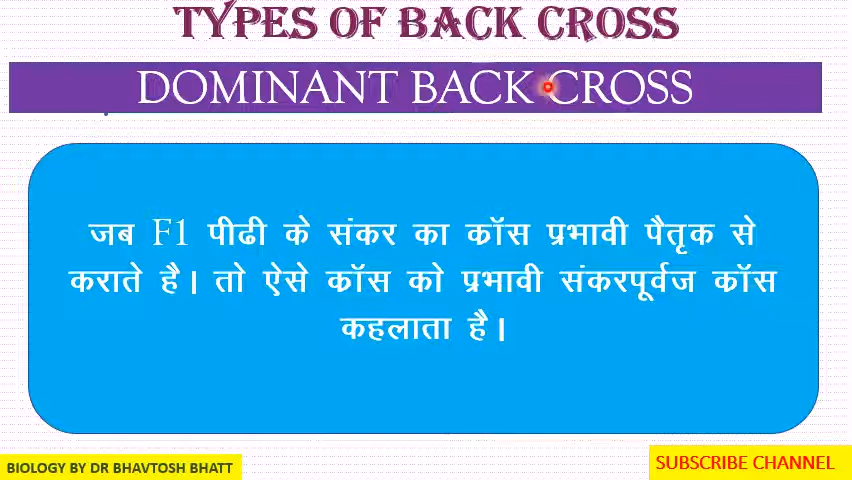 TYPES OF BACK CROSS
DOMINANT BACK CROSS
जब F1 पीढी के संकर का कॉस प्रभावी पैतृक से
कराते है। तो ऐसे कॉस को प्रभावी संकरपूर्वज कॉस
कहलाता है।
BIOLOGY BY DR BHAVTOSH BHATT
SUBSCRIBE CHANNEL